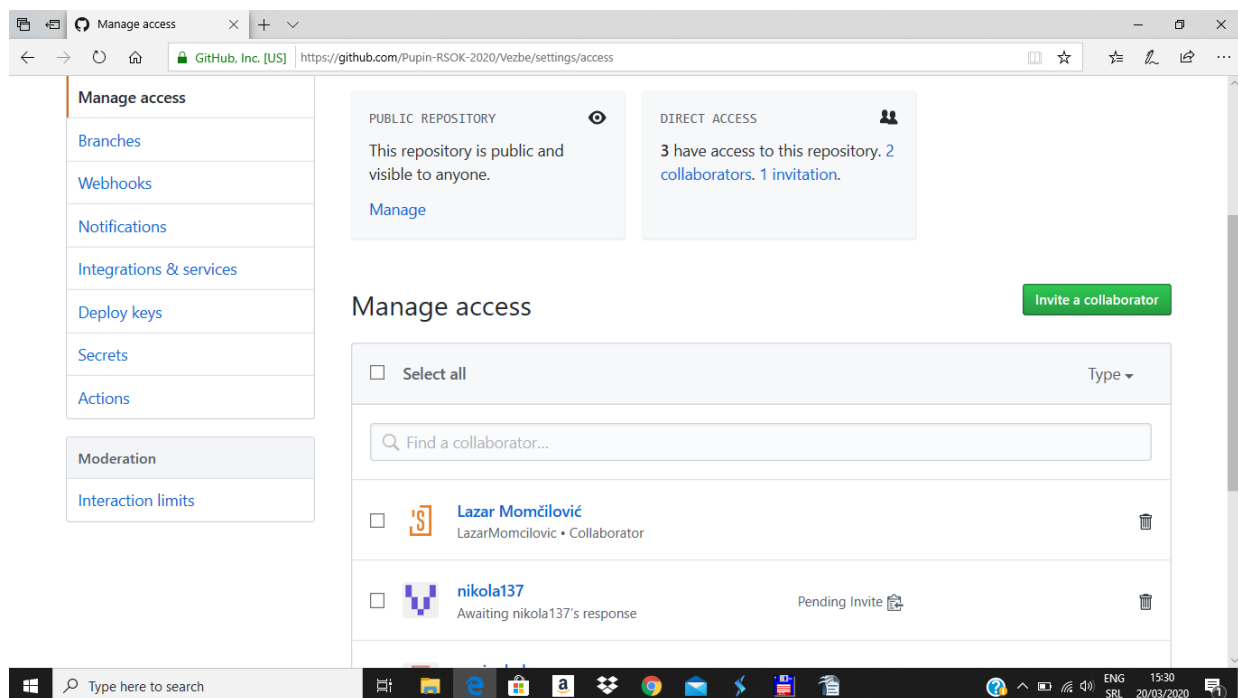 Manage access
GitHub, Inc. [US] https://github.com/Pupin-RSOK-2020/Vezbe/settings/access
Manage access
Branches
Webhooks
Notifications
Integrations & services
Deploy keys
Secrets
Actions
Moderation
Interaction limits
PUBLIC REPOSITORY
This repository is public and
visible to anyone.
Manage
DIRECT ACCESS
3 have access to this repository. 2
collaborators. 1 invitation.
Manage access
Invite a collaborator
Select all
Type
Find a collaborator...
Lazar Momčilović
LazarMomcilovic • Collaborator
nikola137
Awaiting nikola137's response
Pending Invite
Type here to search
ENG
SRL
15:30
20/03/2020